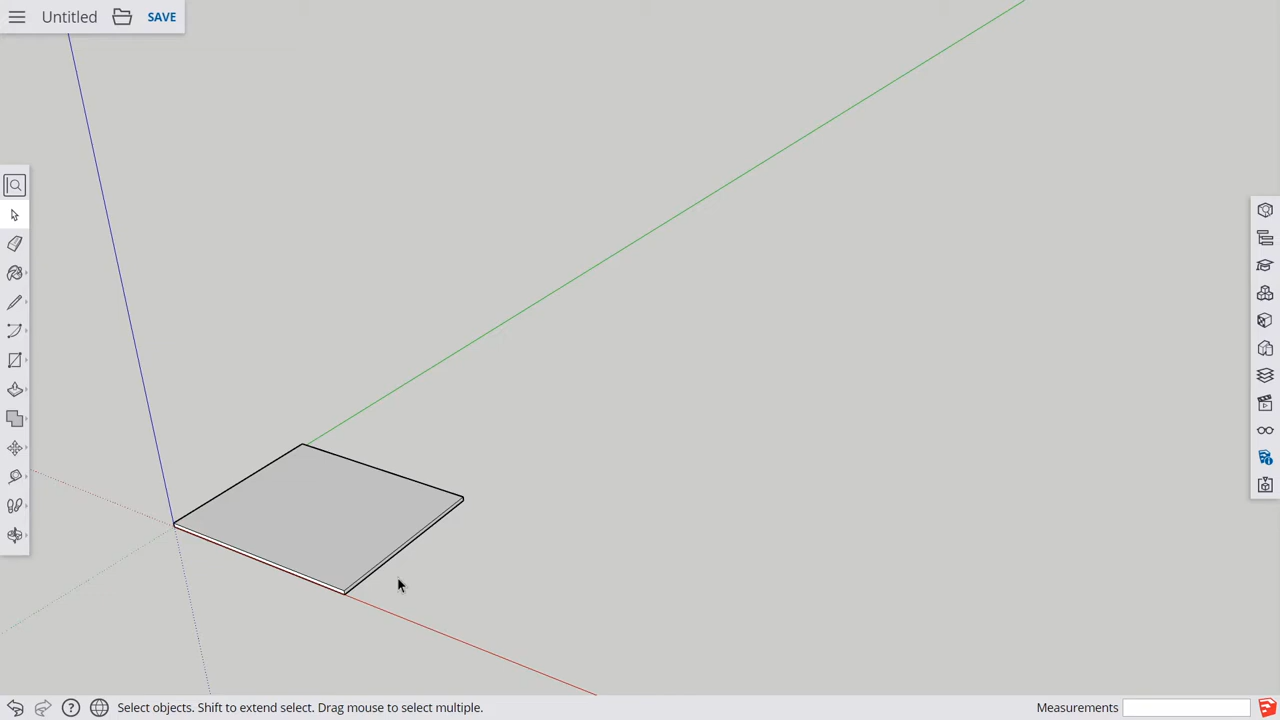 Untitled
SAVE
Select objects. Shift to extend select. Drag mouse to select multiple.
Measurements